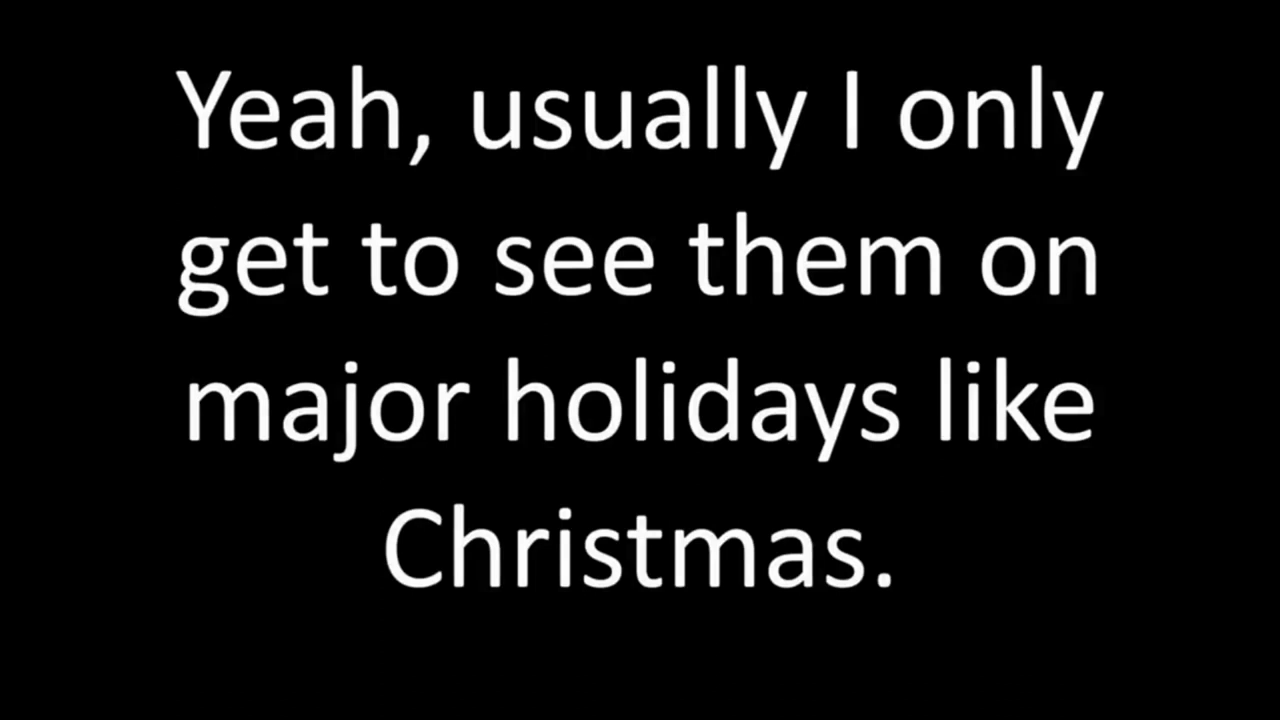 Yeah, usually I only
get to see them on
major holidays like
Christmas.